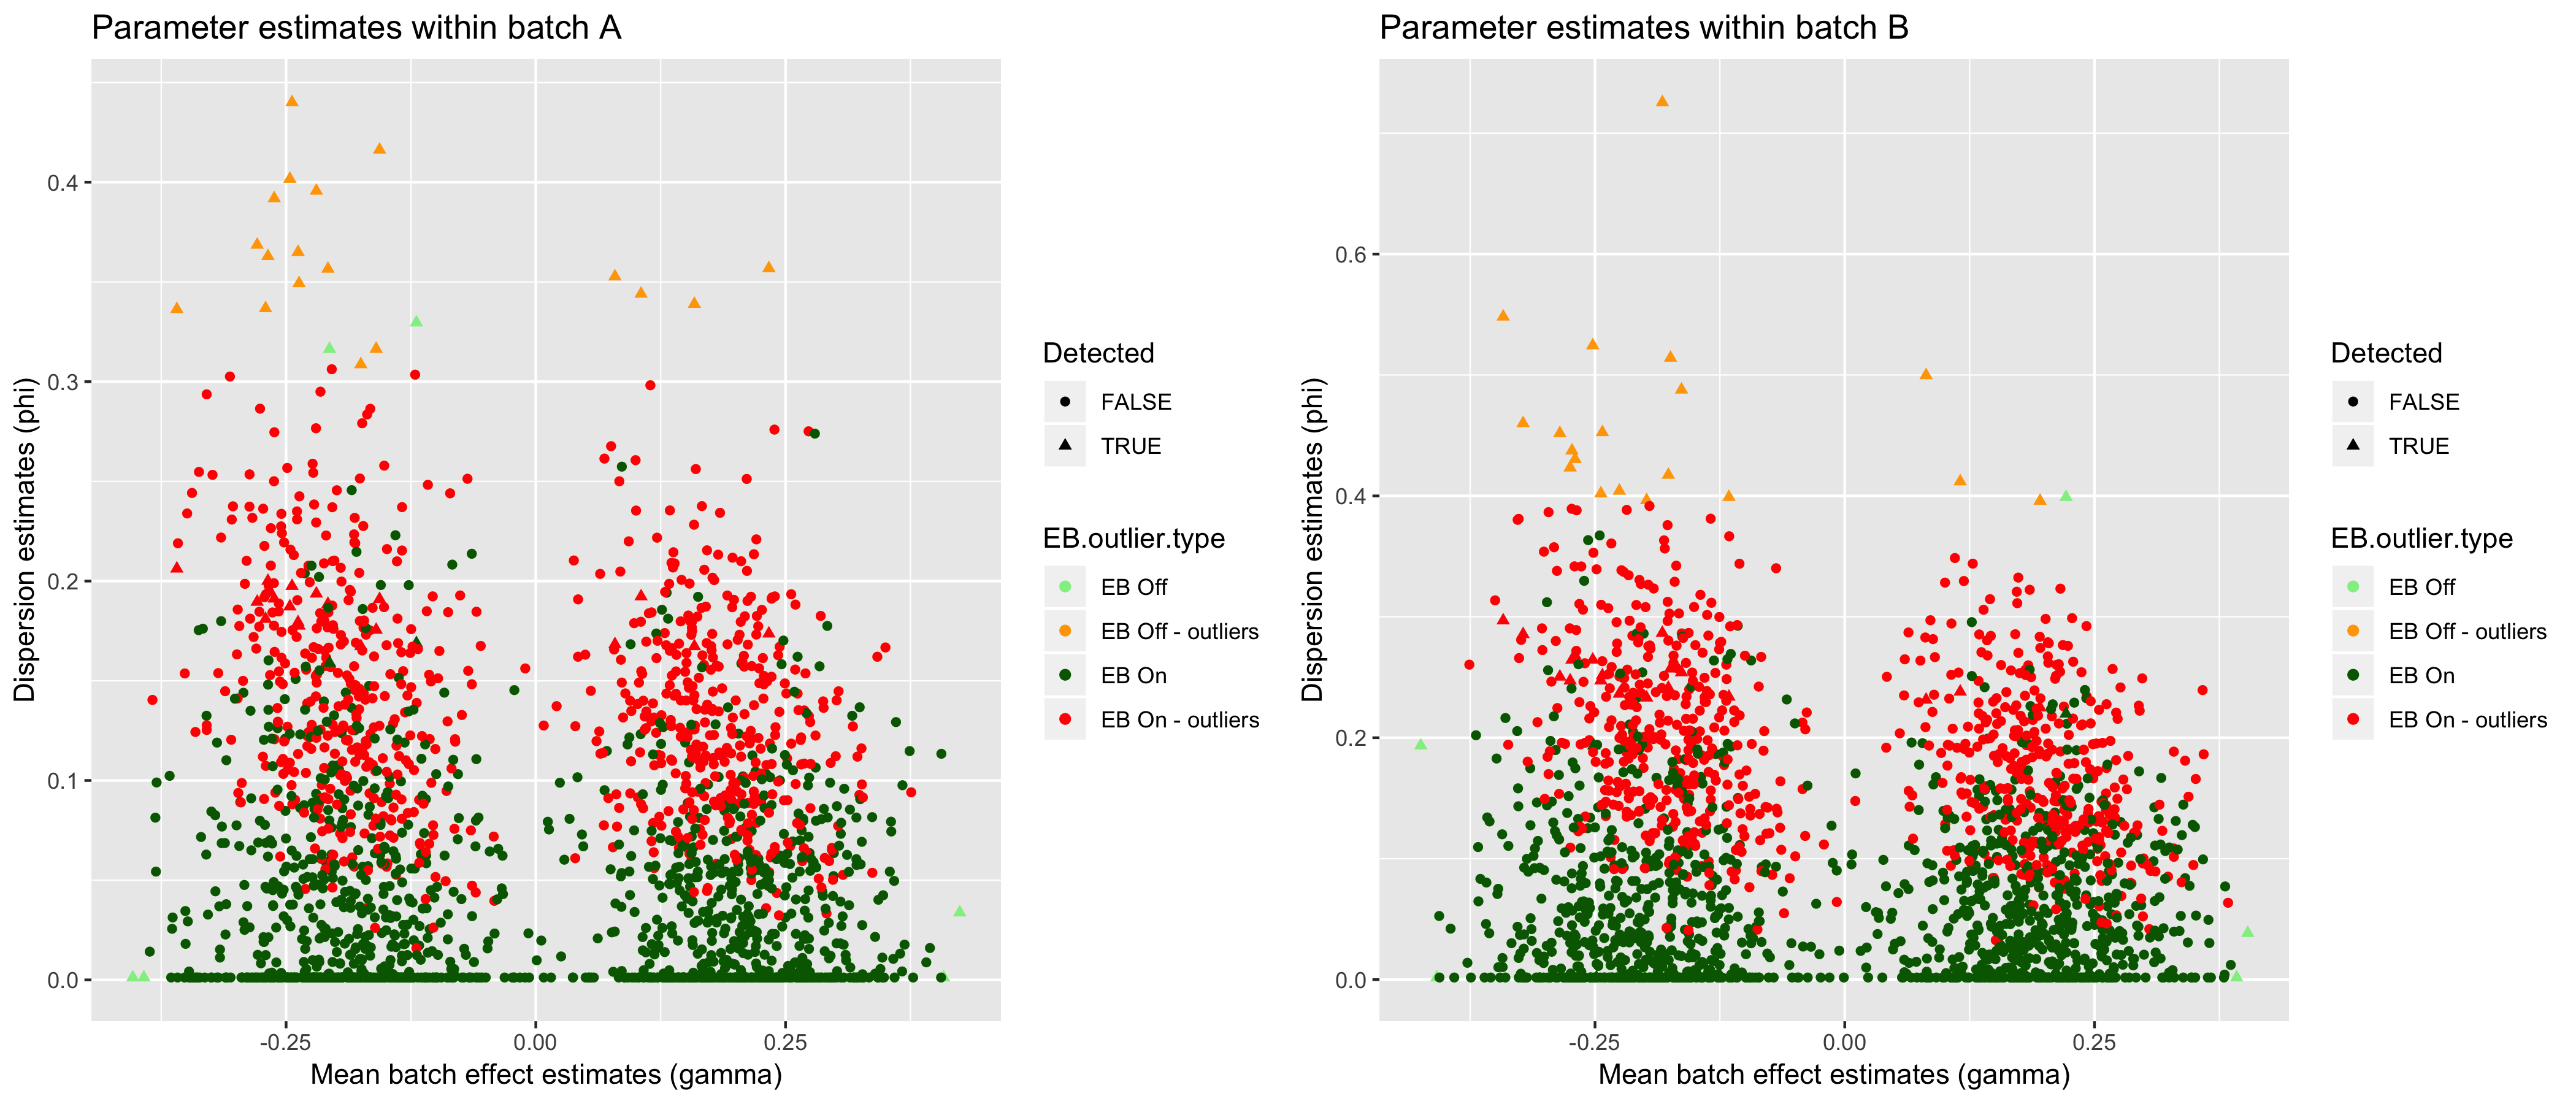 Parameter estimates within batch A
Dispersion estimates (phi)
0.4
0.3
0.2
0.1
0.0
-0.25
0.00
0.25
Mean batch effect estimates (gamma)
Detected
FALSE
TRUE
EB.outlier.type
EB Off
EB Off - outliers
EB On
EB On - outliers
Parameter estimates within batch B
Dispersion estimates (phi)
0.6
0.4
0.2
0.0
-0.25
0.00
0.25
Mean batch effect estimates (gamma)
Detected
FALSE
TRUE
EB.outlier.type
EB Off
EB Off - outliers
EB On
EB On - outliers